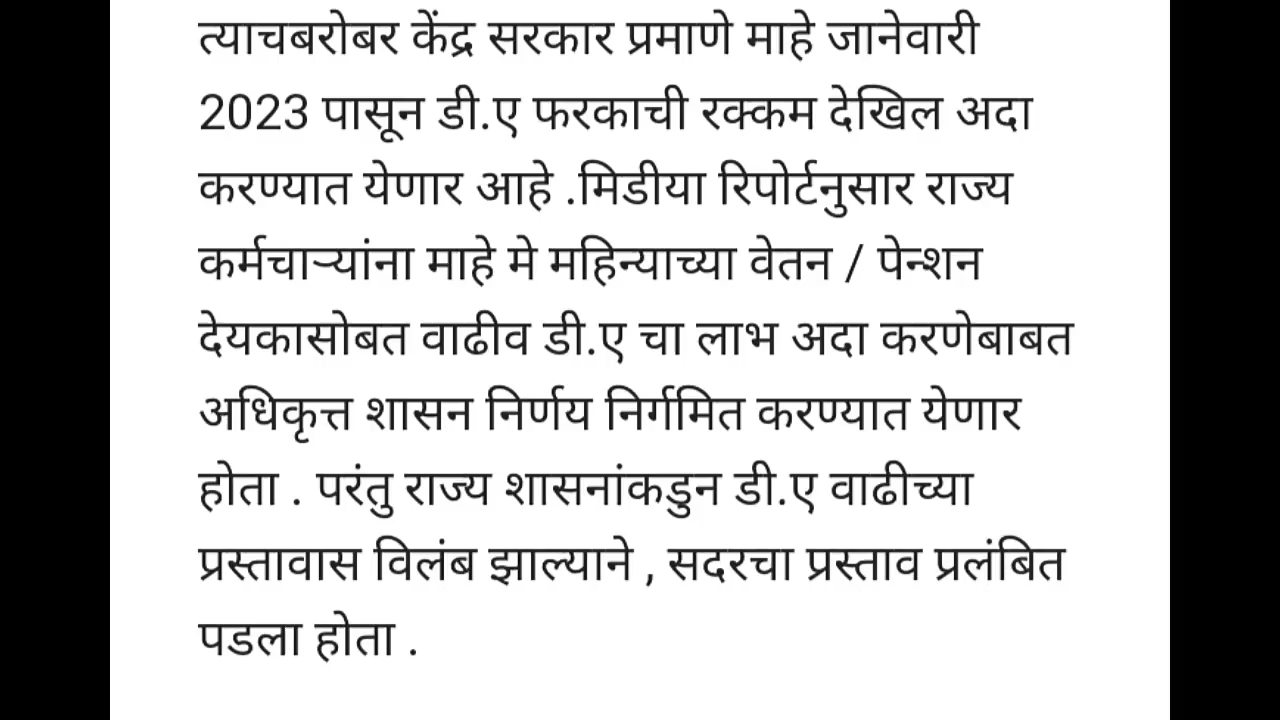 त्याचबरोबर केंद्र सरकार प्रमाणे माहे जानेवारी
2023 पासून डी.ए फरकाची रक्कम देखिल अदा
करण्यात येणार आहे .मिडीया रिपोर्टनुसार राज्य
कर्मचाऱ्यांना माहे मे महिन्याच्या वेतन / पेन्शन
देयकासोबत वाढीव डी.ए चा लाभ अदा करणेबाबत
अधिकृत्त शासन निर्णय निर्गमित करण्यात येणार
होता . परंतु राज्य शासनांकडुन डी.ए वाढीच्या
प्रस्तावास विलंब झाल्याने , सदरचा प्रस्ताव प्रलंबित
पडला होता .